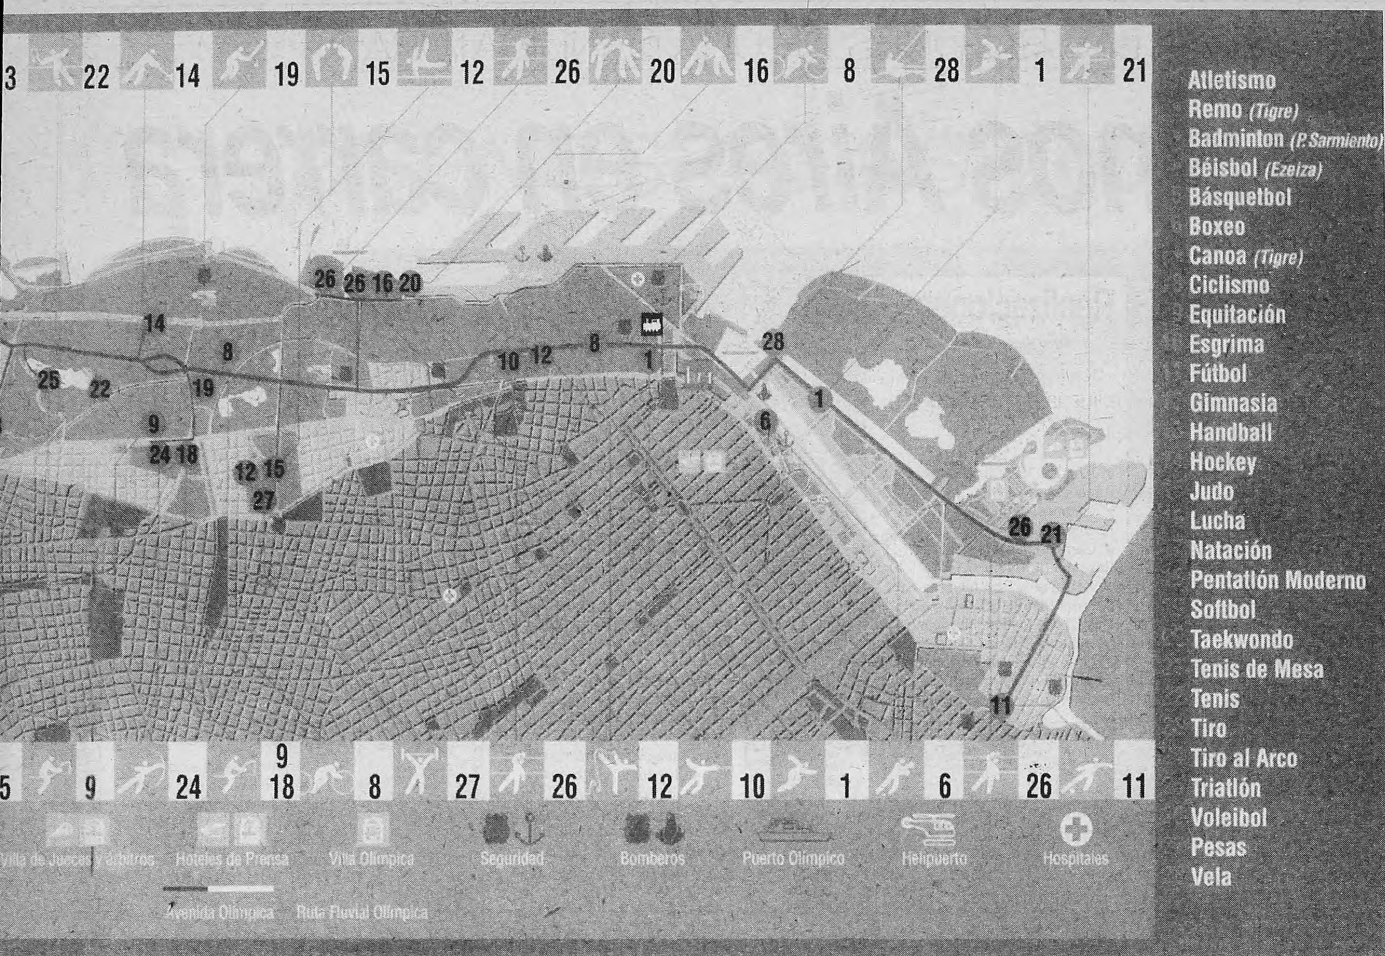 3 22 14 19 15 12 26 20 16 8 28 1 21
Atletismo
Remo (Tigre)
Badminton (P. Sarmiento)
Béisbol (Ezeiza)
Básquetbol
Boxeo
Canoa (Tigre)
Ciclismo
Equitación
Esgrima
Fútbol
Gimnasia
Handball
Hockey
Judo
Lucha
Natación
Pentatlón Moderno
Softbol
Taekwondo
Tenis de Mesa
Tenis
Tiro
Tiro al Arco
Triatlón
Voleibol
Pesas
Vela
26 26 16 20
14
8
10 12 8 1
28
25 22 19
1
9
6
24 18
12 15
27
26 21
11
9
5 9 24 18 8 27 26 12 10 1 6 26 11
Villa de Jueces y árbitros Hoteles de Prensa Villa Olímpica Seguridad Bomberos Puerto Olímpico Helipuerto Hospitales
Avenida Olímpica Ruta Fluvial Olímpica